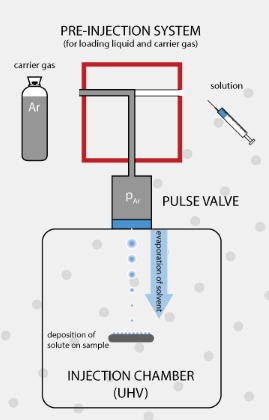 PRE-INJECTION SYSTEM
(for loading liquid and carrier gas)
carrier gas
Ar
solution
pAr
PULSE VALVE
evaporation of solvent
deposition of
solute on sample
INJECTION CHAMBER
(UHV)